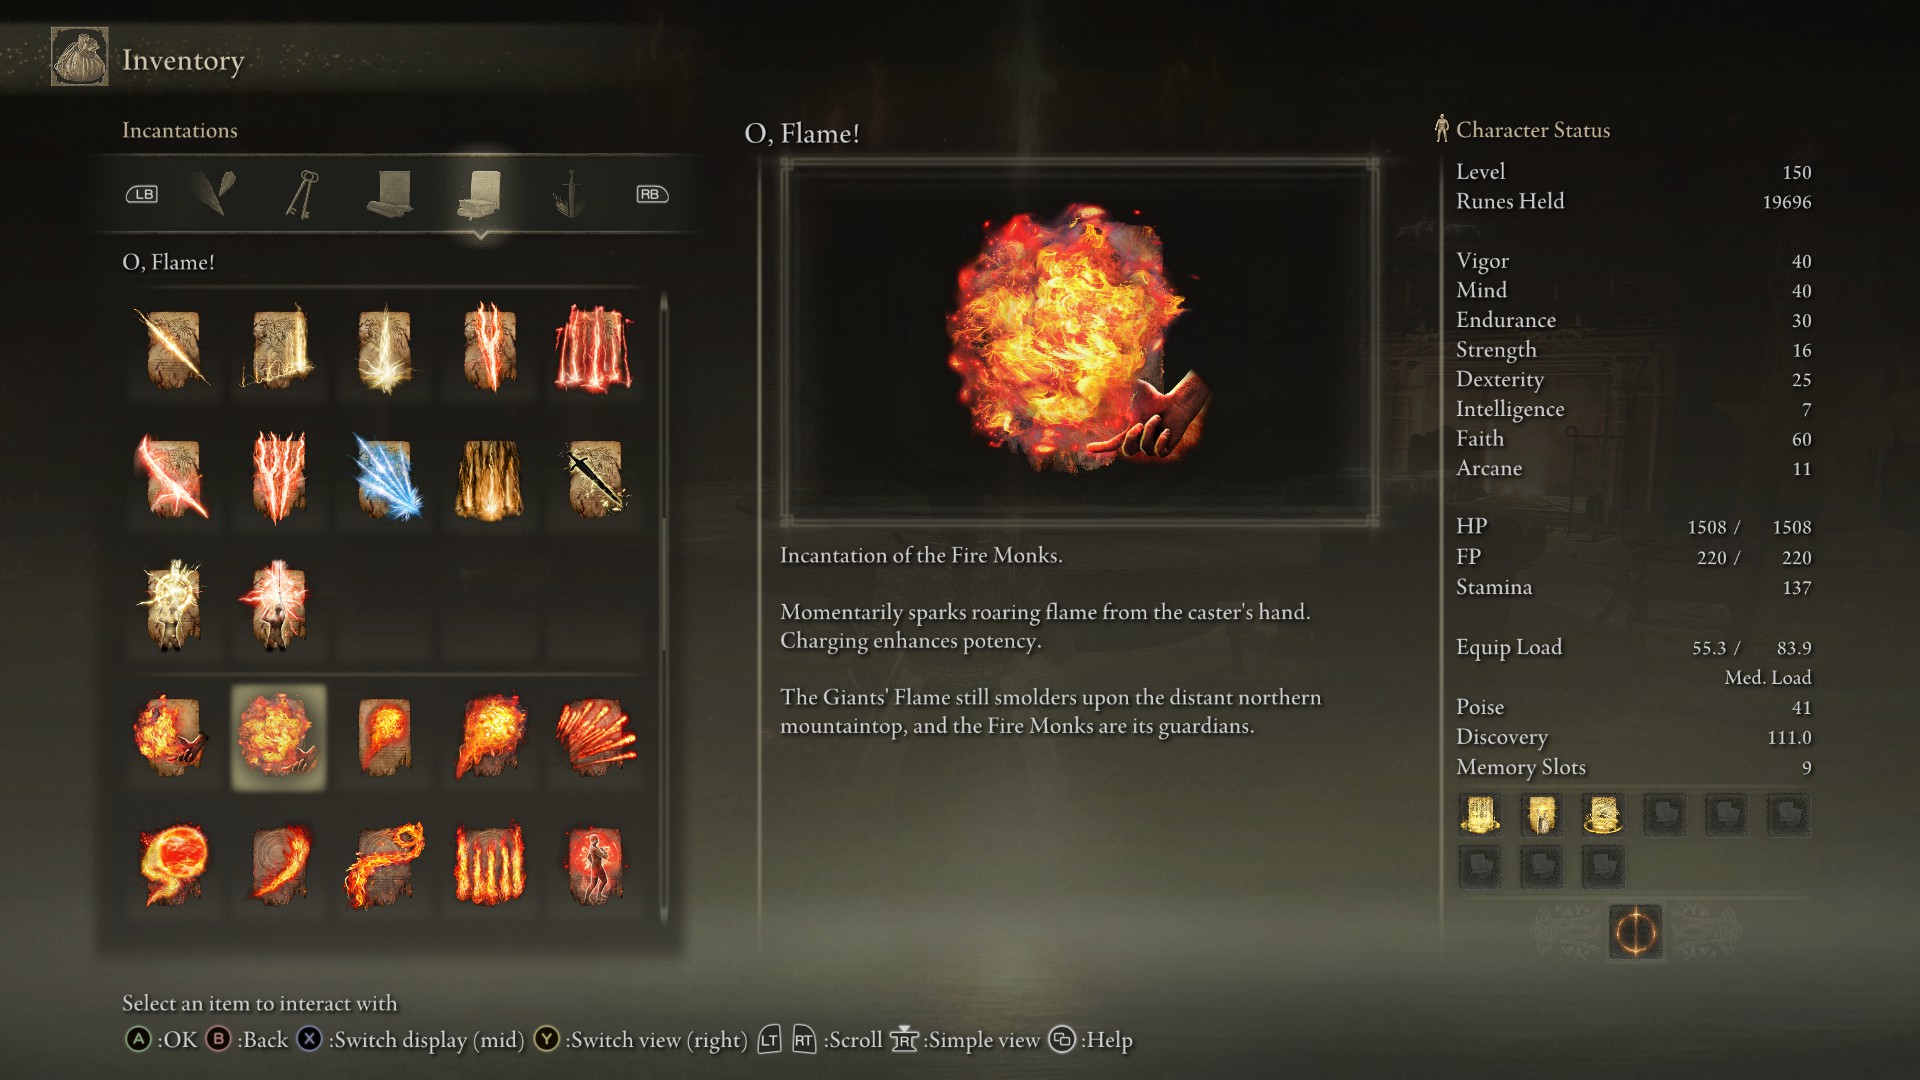 Inventory
Incantations
LB
RB
O, Flame!
O, Flame!
Incantation of the Fire Monks.
Momentarily sparks roaring flame from the caster's hand.
Charging enhances potency.
The Giants' Flame still smolders upon the distant northern
mountaintop, and the Fire Monks are its guardians.
Character Status
Level 150
Runes Held 19696
Vigor 40
Mind 40
Endurance 30
Strength 16
Dexterity 25
Intelligence 7
Faith 60
Arcane 11
HP 1508 / 1508
FP 220 / 220
Stamina 137
Equip Load 55.3 / 83.9
Med. Load
Poise 41
Discovery 111.0
Memory Slots 9
Select an item to interact with
A :OK B :Back X :Switch display (mid) Y :Switch view (right) LT RT :Scroll R :Simple view :Help